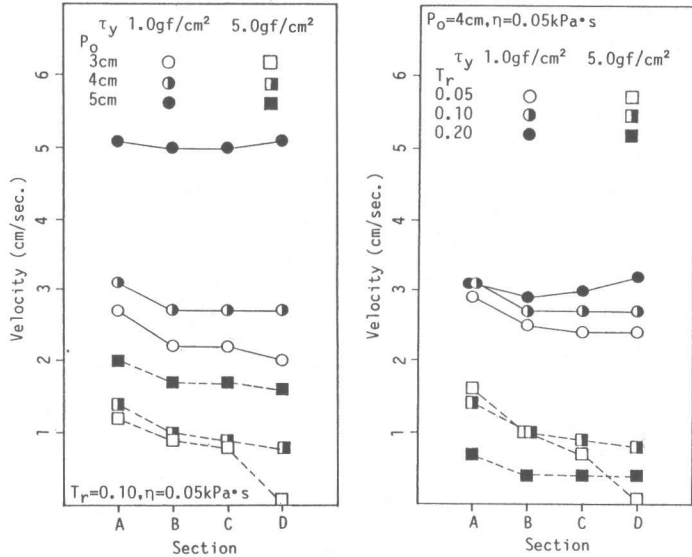 τy 1.0gf/cm² 5.0gf/cm²
Po
3cm
4cm
5cm
6
5
4
3
2
1
Velocity (cm/sec.)
Tr=0.10,η=0.05kPa•s
A B C D
Section
Po=4cm,η=0.05kPa•s
τy 1.0gf/cm² 5.0gf/cm²
Tr
0.05
0.10
0.20
6
5
4
3
2
1
Velocity (cm/sec.)
A B C D
Section